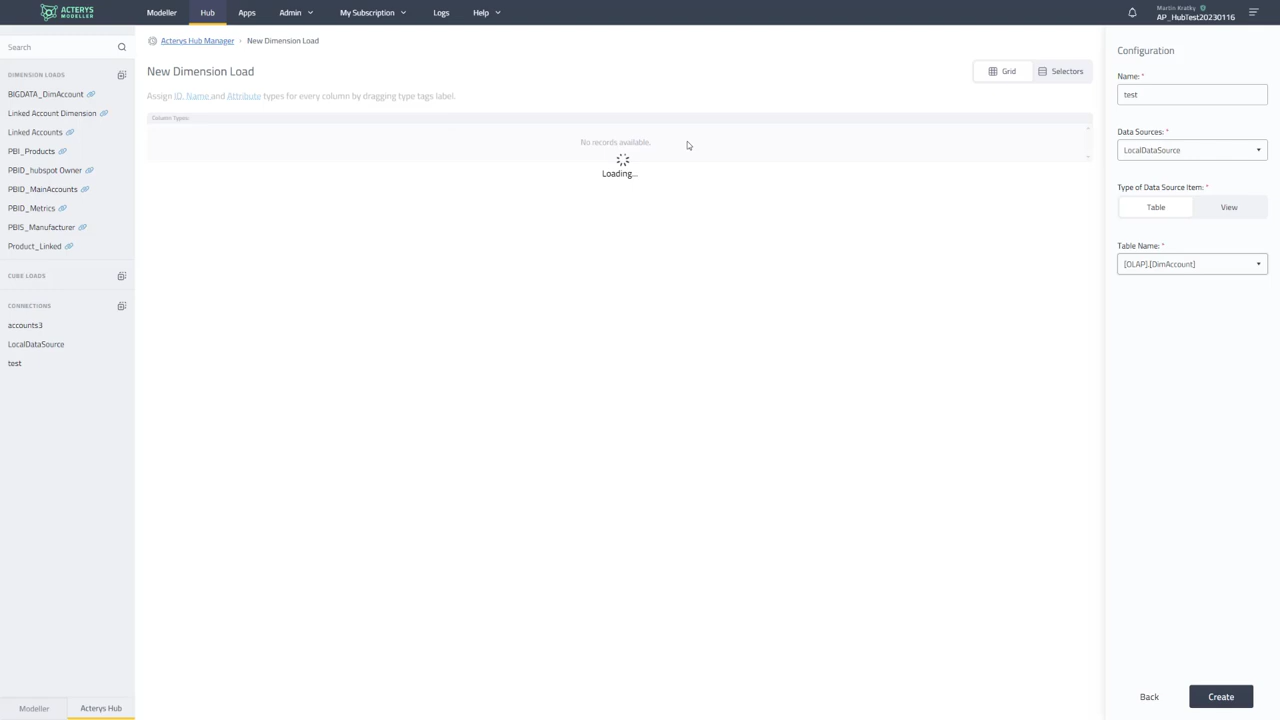 ACTERYS
MODELLER
Modeller
Hub
Apps
Admin
My Subscription
Logs
Help
Martin Kratky
AP_HubTest20230116
Search
DIMENSION LOADS
BIGDATA_DimAccount
Linked Account Dimension
Linked Accounts
PBI_Products
PBID_hubspot Owner
PBID_MainAccounts
PBID_Metrics
PBIS_Manufacturer
Product_Linked
CUBE LOADS
CONNECTIONS
accounts3
LocalDataSource
test
Modeller
Acterys Hub
Acterys Hub Manager › New Dimension Load
New Dimension Load
Grid
Selectors
Assign ID, Name and Attribute types for every column by dragging type tags label.
Column Types:
No records available.
Loading...
Configuration
Name: *
test
Data Sources: *
LocalDataSource
Type of Data Source Item: *
Table
View
Table Name: *
[OLAP].[DimAccount]
Back
Create